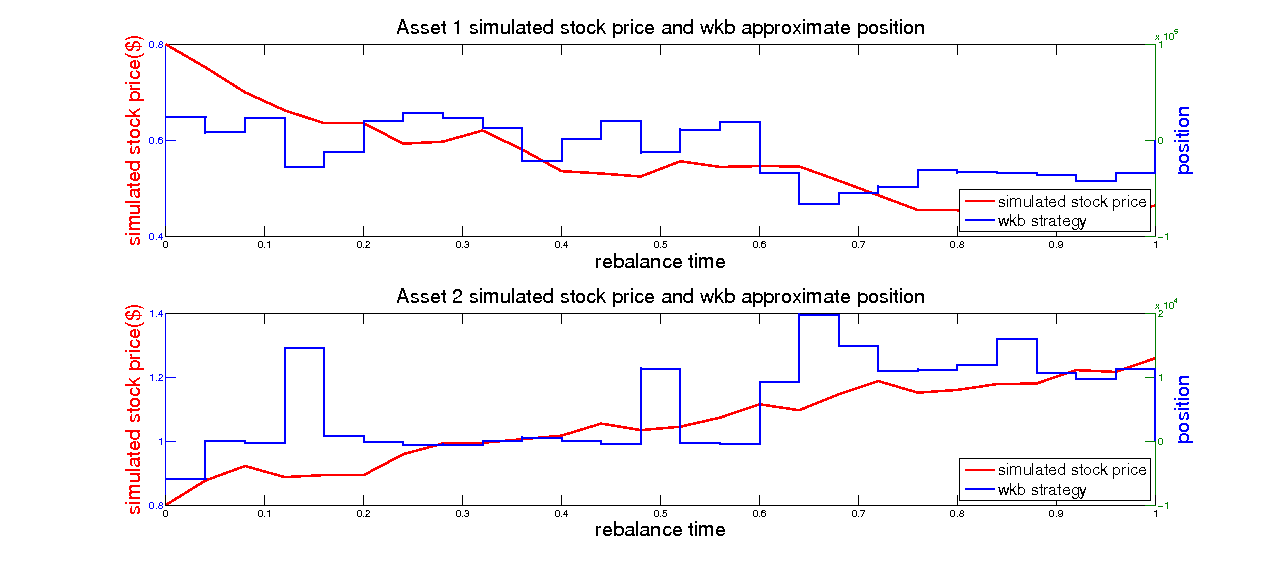 Asset 1 simulated stock price and wkb approximate position
x 10^5
simulated stock price($)
0.8
0.6
0.4
1
0
-1
position
simulated stock price
wkb strategy
0 0.1 0.2 0.3 0.4 0.5 0.6 0.7 0.8 0.9 1
rebalance time
Asset 2 simulated stock price and wkb approximate position
x 10^4
simulated stock price($)
1.4
1.2
1
0.8
2
1
0
-1
position
simulated stock price
wkb strategy
0 0.1 0.2 0.3 0.4 0.5 0.6 0.7 0.8 0.9 1
rebalance time